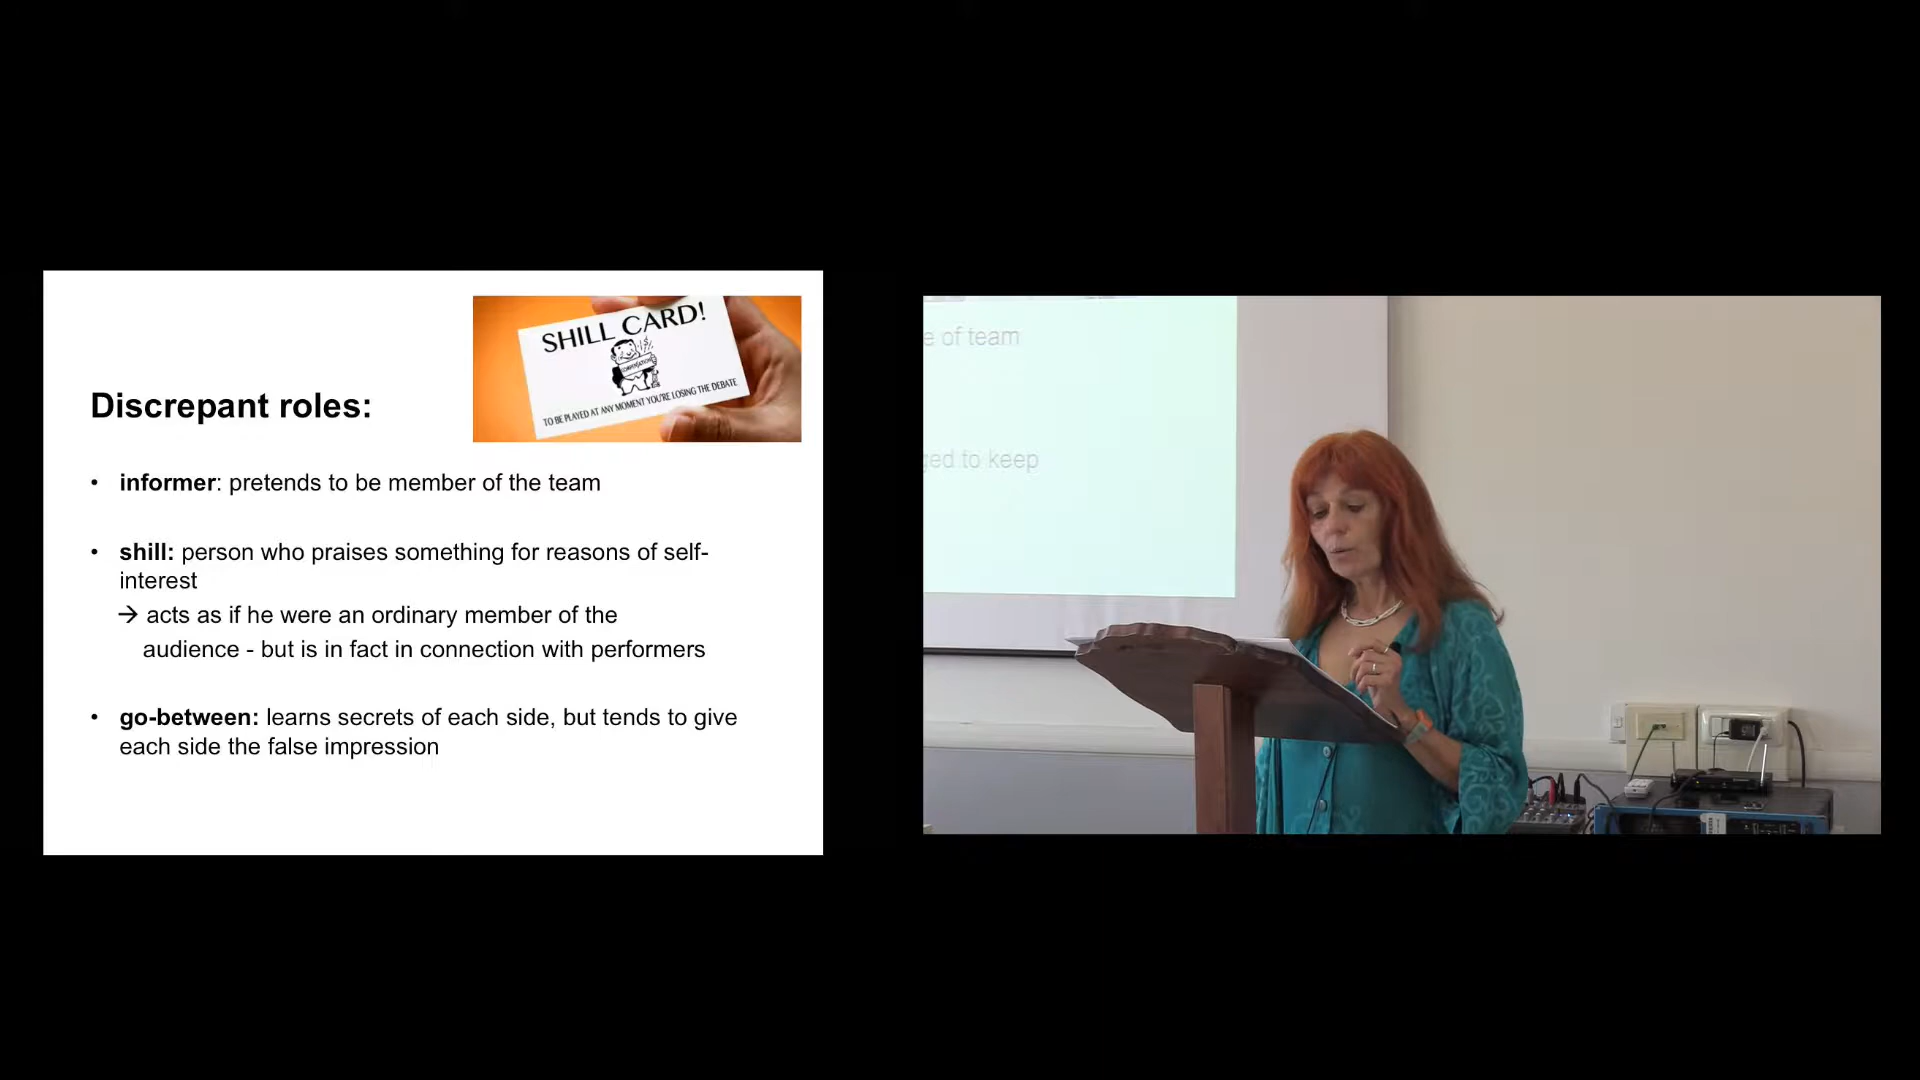 SHILL CARD!
COMPENSATION
TO BE PLAYED AT ANY MOMENT YOU'RE LOSING THE DEBATE
Discrepant roles:
• informer: pretends to be member of the team
• shill: person who praises something for reasons of self-
interest
→ acts as if he were an ordinary member of the
audience - but is in fact in connection with performers
• go-between: learns secrets of each side, but tends to give
each side the false impression
of team
to keep